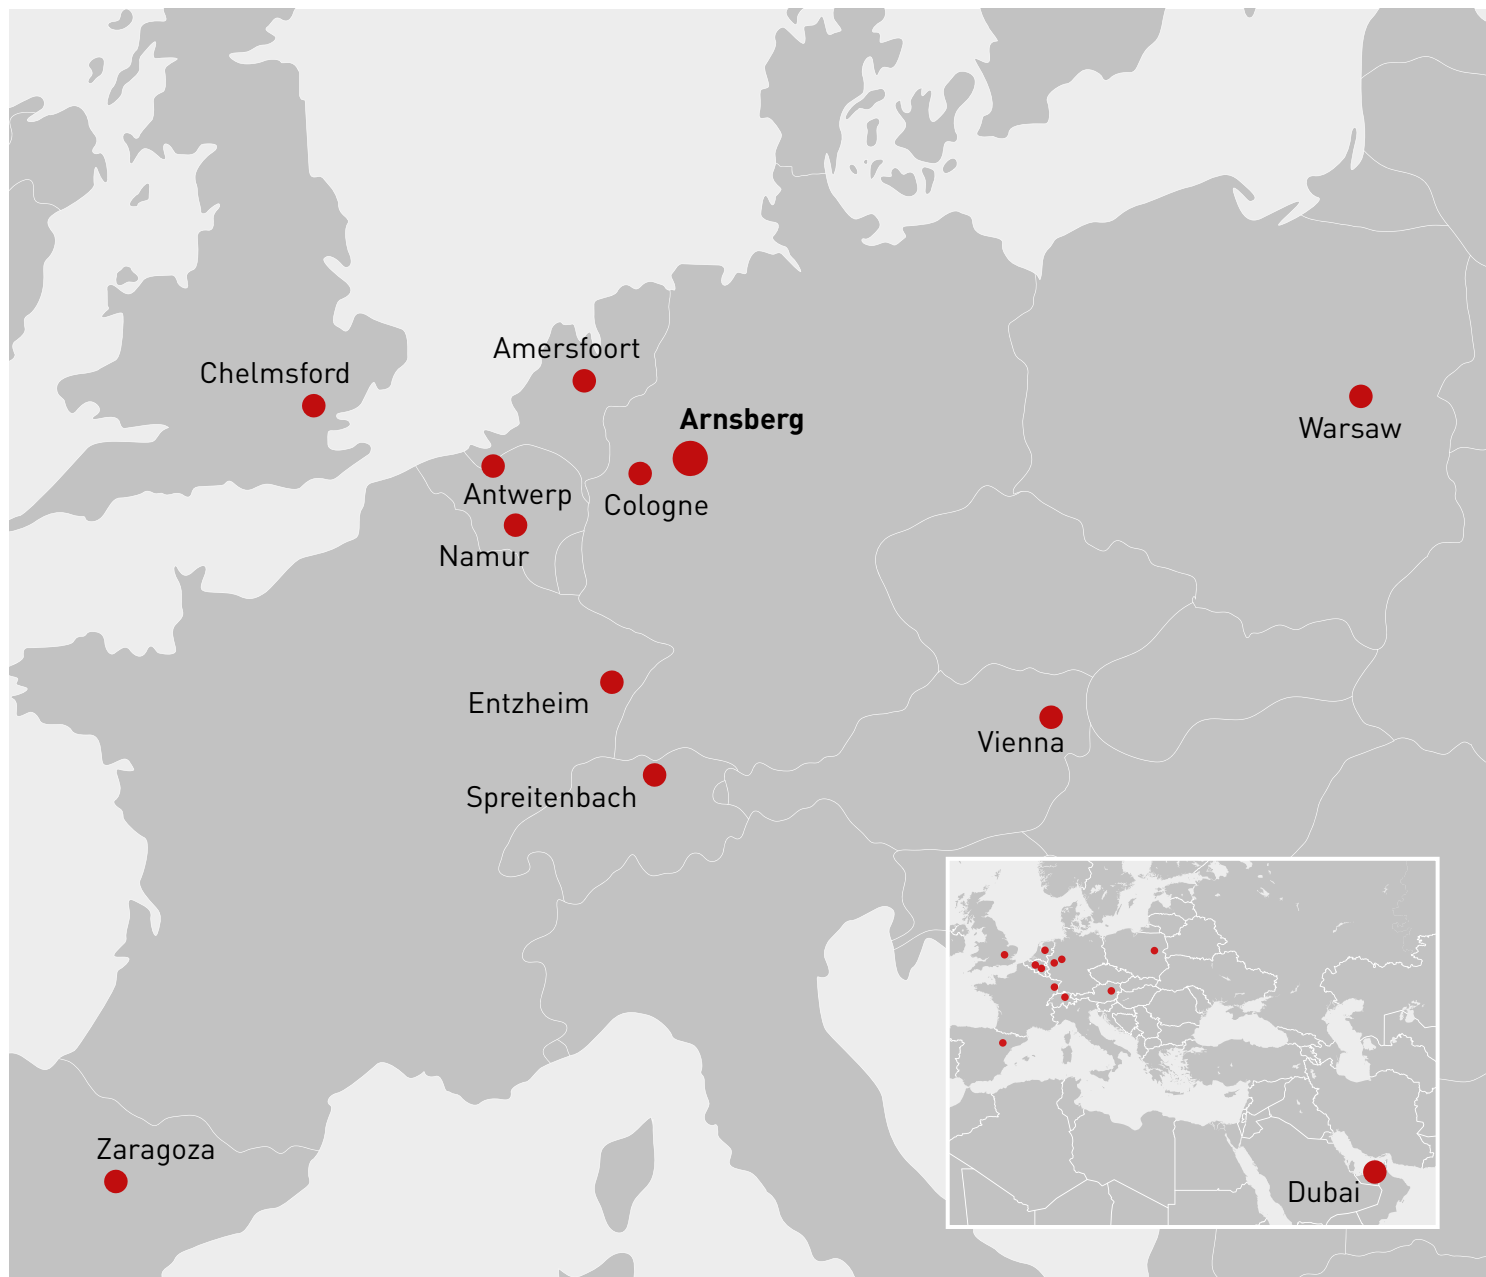 Amersfoort
Chelmsford
Arnsberg
Warsaw
Antwerp
Cologne
Namur
Entzheim
Vienna
Spreitenbach
Zaragoza
Dubai